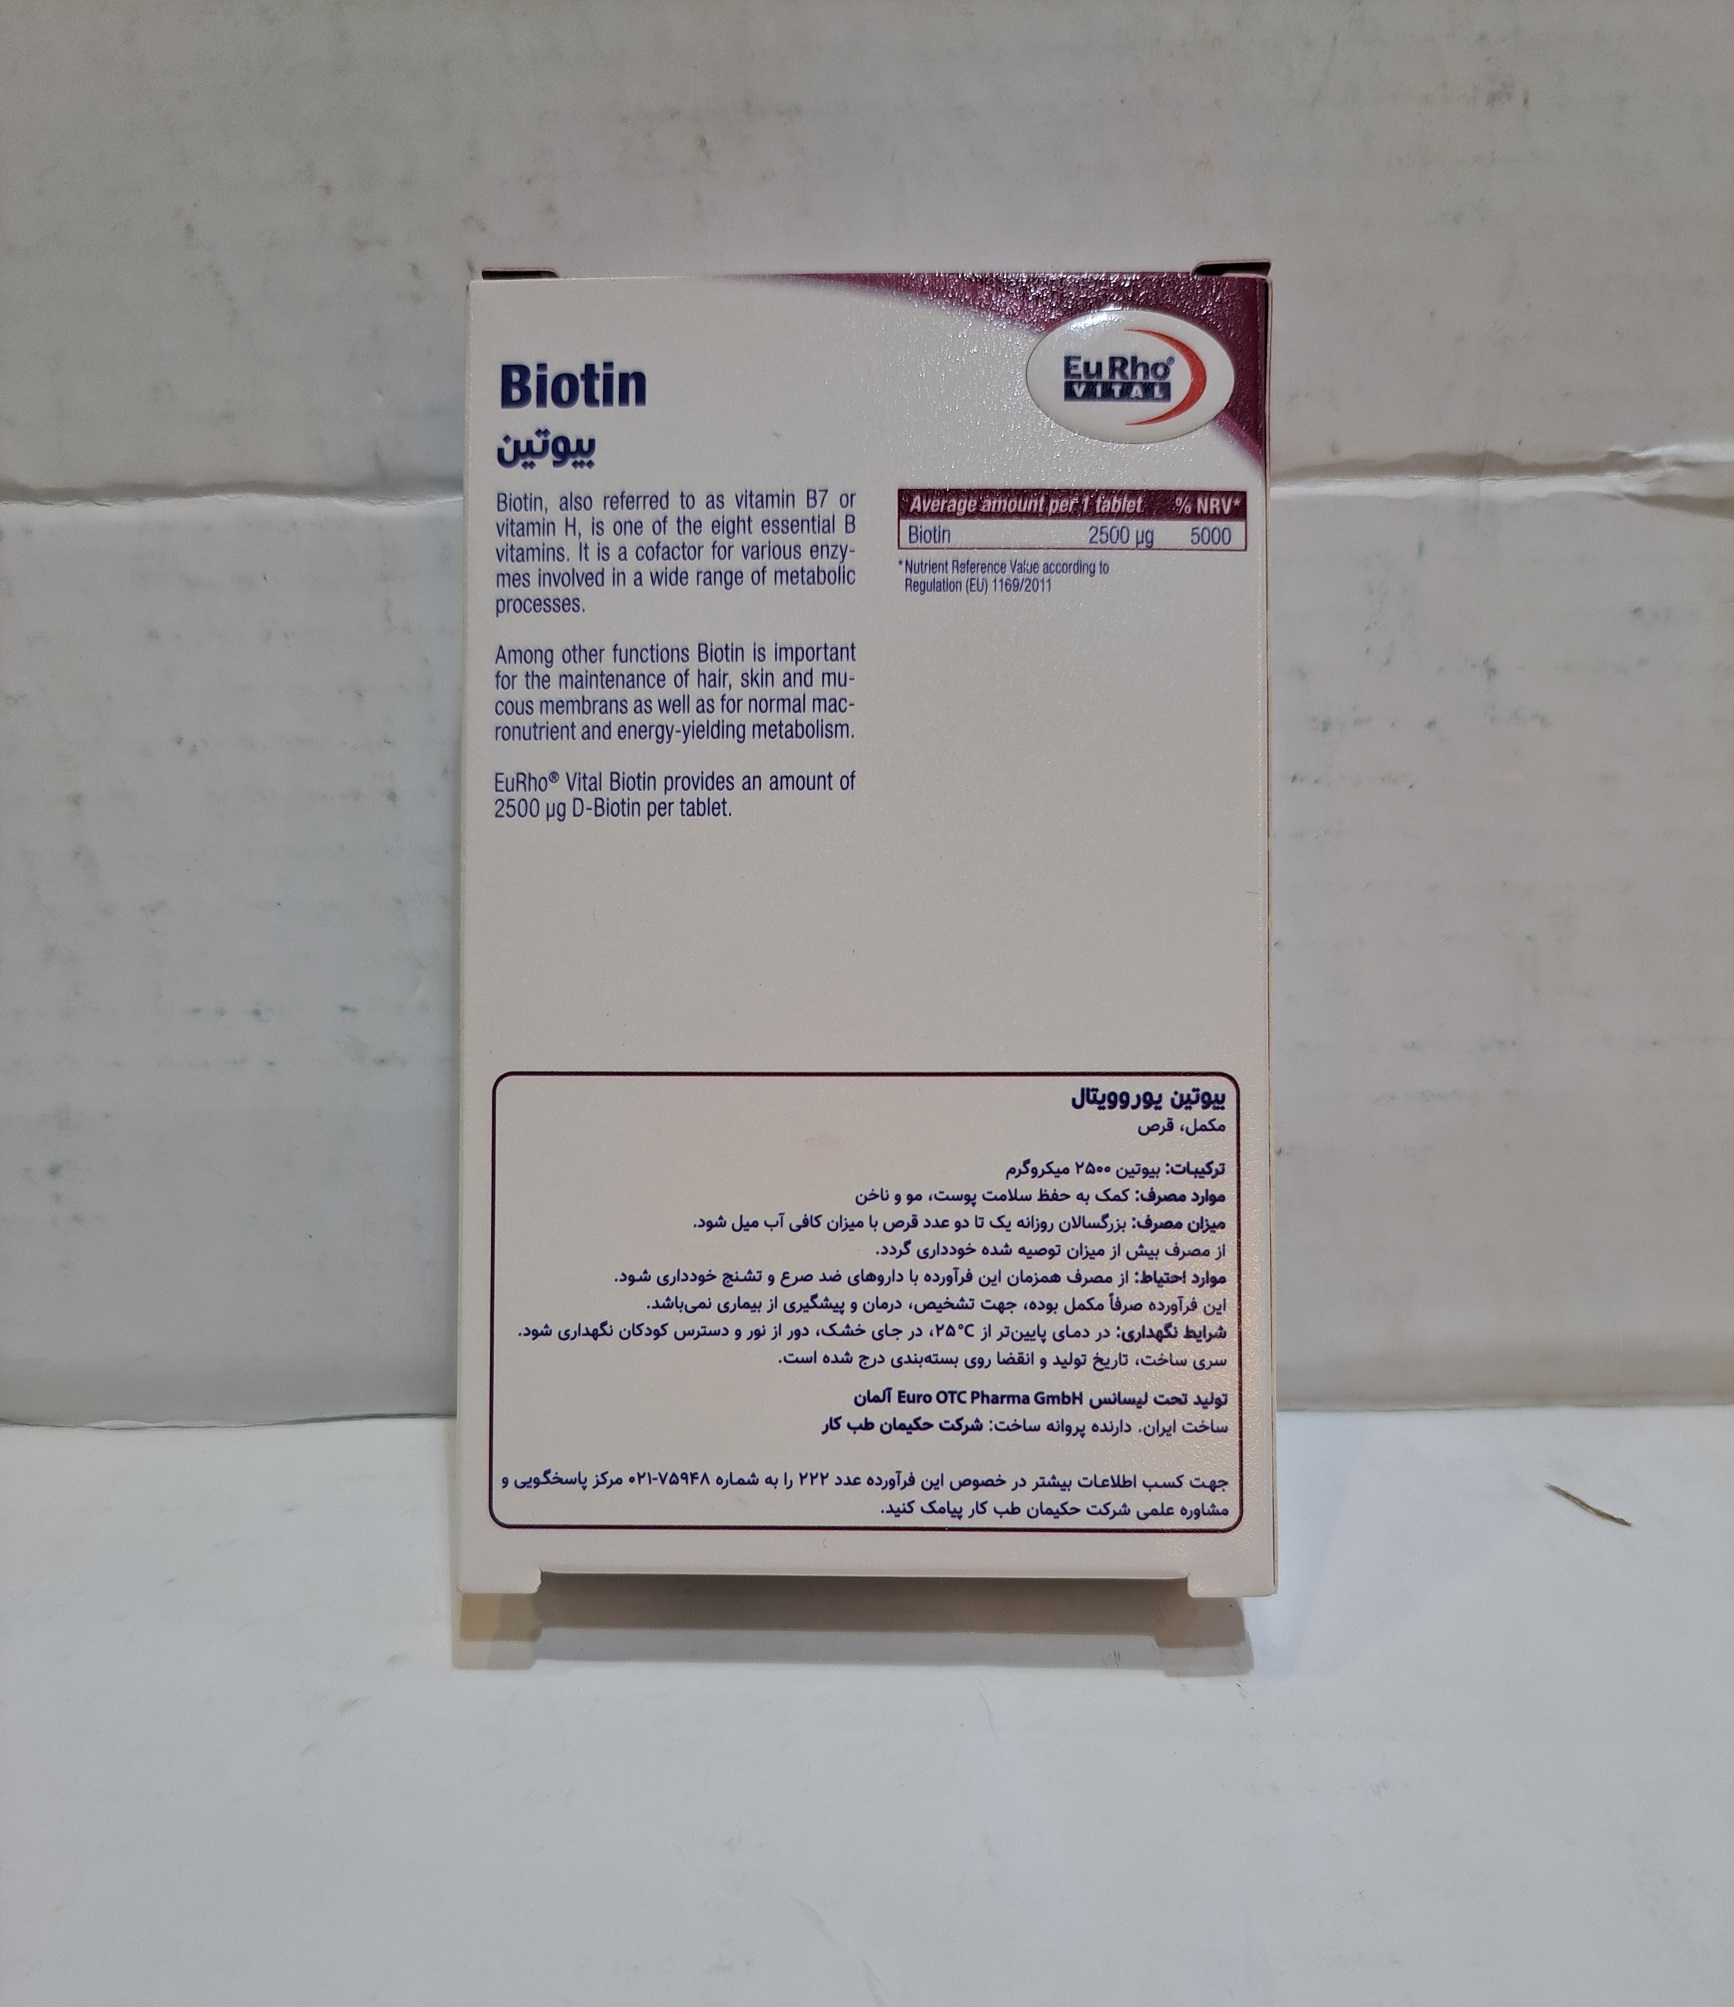 EuRho®
VITAL
Biotin
بیوتین
Biotin, also referred to as vitamin B7 or
vitamin H, is one of the eight essential B
vitamins. It is a cofactor for various enzy-
mes involved in a wide range of metabolic
processes.
Among other functions Biotin is important
for the maintenance of hair, skin and mu-
cous membrans as well as for normal mac-
ronutrient and energy-yielding metabolism.
EuRho® Vital Biotin provides an amount of
2500 µg D-Biotin per tablet.
Average amount per 1 tablet % NRV*
Biotin 2500 µg 5000
*Nutrient Reference Value according to
Regulation (EU) 1169/2011
بیوتین یوروویتال
مکمل، قرص
ترکیبات: بیوتین ۲۵۰۰ میکروگرم
موارد مصرف: کمک به حفظ سلامت پوست، مو و ناخن
میزان مصرف: بزرگسالان روزانه یک تا دو عدد قرص با میزان کافی آب میل شود.
از مصرف بیش از میزان توصیه شده خودداری گردد.
موارد احتیاط: از مصرف همزمان این فرآورده با داروهای ضد صرع و تشنج خودداری شود.
این فرآورده صرفاً مکمل بوده، جهت تشخیص، درمان و پیشگیری از بیماری نمی‌باشد.
شرایط نگهداری: در دمای پایین‌تر از ۲۵°C، در جای خشک، دور از نور و دسترس کودکان نگهداری شود.
سری ساخت، تاریخ تولید و انقضا روی بسته‌بندی درج شده است.
تولید تحت لیسانس Euro OTC Pharma GmbH آلمان
ساخت ایران. دارنده پروانه ساخت: شرکت حکیمان طب کار
جهت کسب اطلاعات بیشتر در خصوص این فرآورده عدد ۲۲۲ را به شماره ۷۵۹۴۸-۰۲۱ مرکز پاسخگویی و
مشاوره علمی شرکت حکیمان طب کار پیامک کنید.